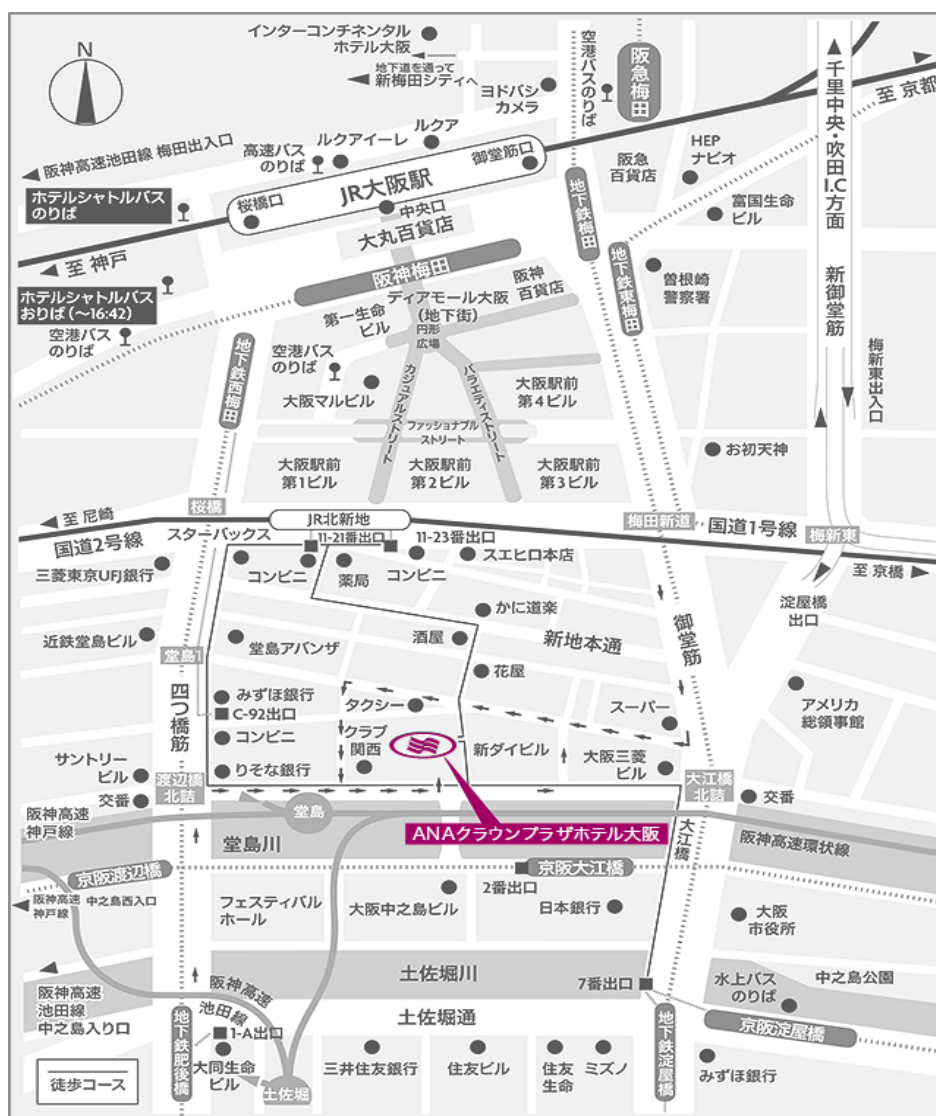 インターコンチネンタル
ホテル大阪
地下道を通って
新梅田シティへ
空港バスのりば
阪急梅田
千里中央・吹田I.C方面
至 京都
N
ヨドバシ
カメラ
ルクア
ルクアイーレ
高速バス
のりば
阪神高速池田線 梅田出入口
御堂筋口
JR大阪駅
桜橋口
中央口
大丸百貨店
阪急
百貨店
HEP
ナビオ
富国生命
ビル
ホテルシャトルバス
のりば
至 神戸
地下鉄梅田
地下鉄東梅田
曽根崎
警察署
新御堂筋
阪神梅田
阪神
百貨店
ディアモール大阪
(地下街)
第一生命
ビル
円形
広場
ホテルシャトルバス
おりば(~16:42)
空港バス
のりば
空港バス
のりば
地下鉄西梅田
大阪マルビル
カジュアルストリート
バラエティストリート
大阪駅前
第4ビル
梅新東出入口
ファッショナブル
ストリート
お初天神
大阪駅前
第1ビル
大阪駅前
第2ビル
大阪駅前
第3ビル
桜橋
至 尼崎
国道2号線
JR北新地
梅田新道
国道1号線
梅新東
至 京橋
スターバックス
11-21番出口
11-23番出口
スエヒロ本店
三菱東京UFJ銀行
コンビニ
薬局
コンビニ
淀屋橋
出口
かに道楽
新地本通
御堂筋
近鉄堂島ビル
堂島1
堂島アバンザ
酒屋
花屋
四つ橋筋
みずほ銀行
C-92出口
タクシー
スーパー
アメリカ
総領事館
コンビニ
クラブ
関西
新ダイビル
大阪三菱
ビル
サントリー
ビル
りそな銀行
渡辺橋
北詰
大江橋
北詰
交番
交番
阪神高速
神戸線
堂島
ANAクラウンプラザホテル大阪
堂島川
大江橋
阪神高速環状線
京阪渡辺橋
京阪大江橋
2番出口
阪神高速
神戸線
中之島西入口
フェスティバル
ホール
大阪中之島ビル
日本銀行
大阪
市役所
土佐堀川
7番出口
水上バス
のりば
中之島公園
阪神高速
池田線
中之島入り口
阪神高速
池田線
土佐堀通
京阪淀屋橋
地下鉄肥後橋
1-A出口
地下鉄淀屋橋
大同生命
ビル
土佐堀
三井住友銀行
住友ビル
住友
生命
ミズノ
みずほ銀行
徒歩コース